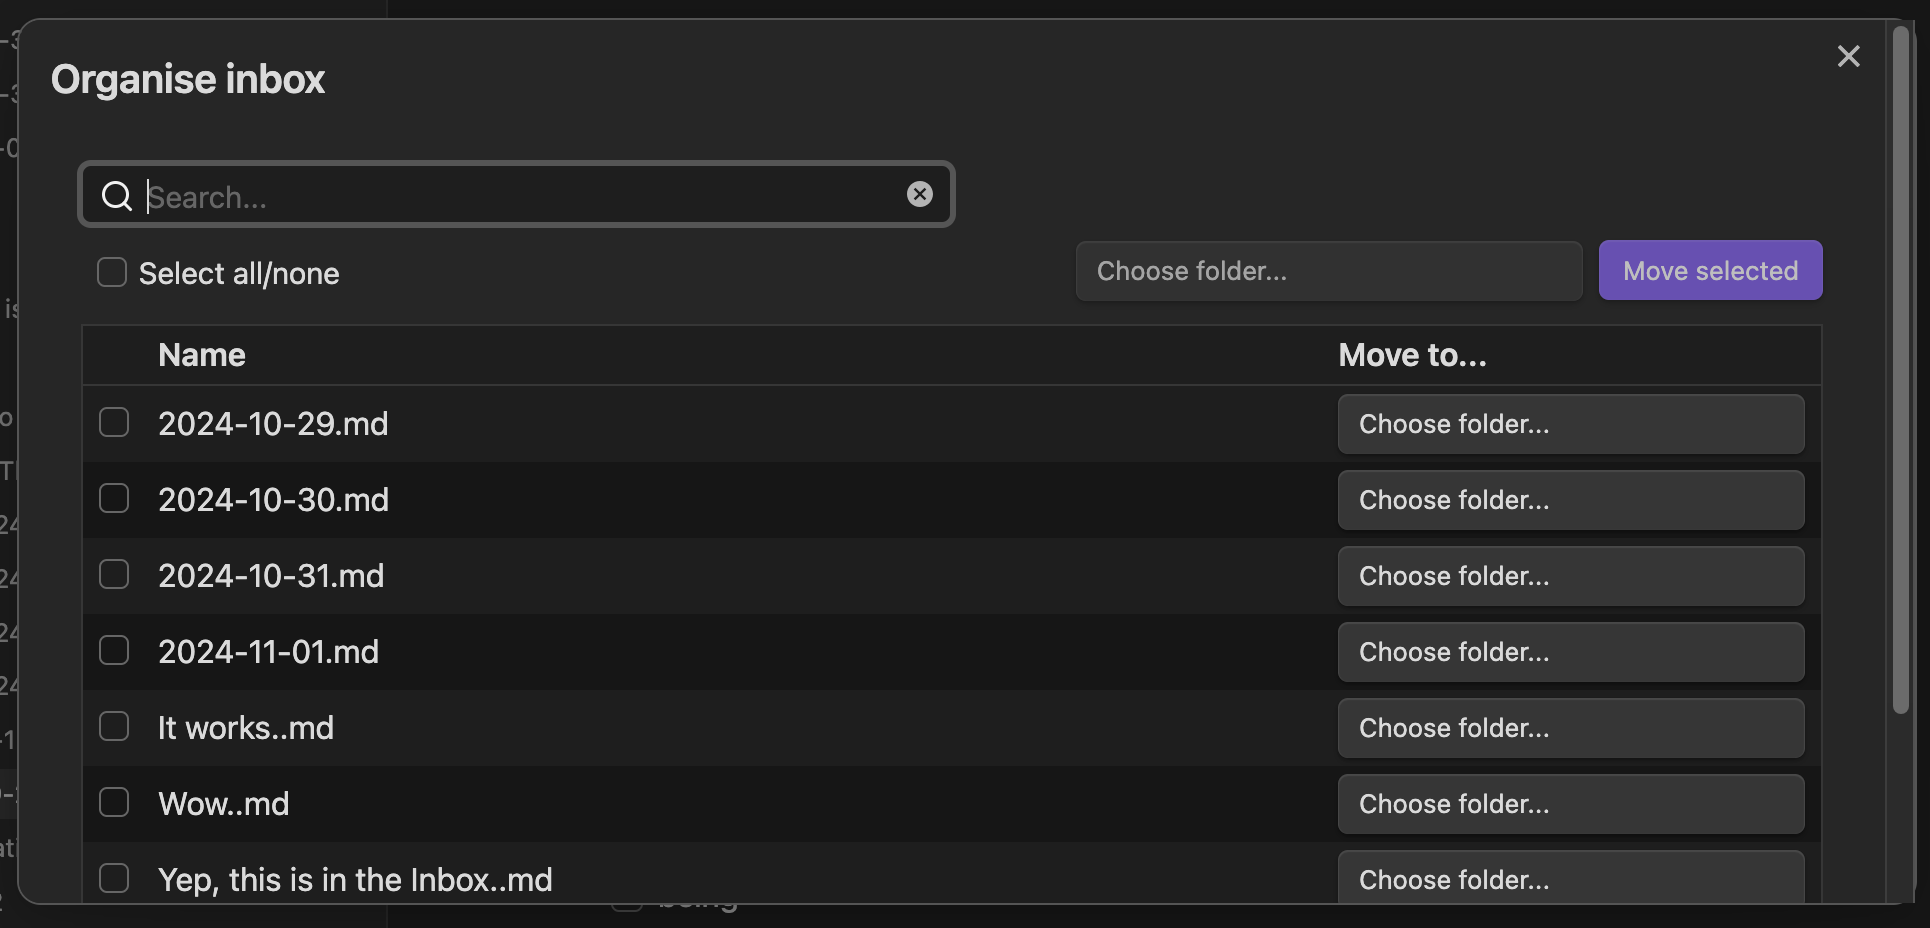 Organise inbox
Search...
Select all/none
Choose folder...
Move selected
Name
Move to...
2024-10-29.md
Choose folder...
2024-10-30.md
Choose folder...
2024-10-31.md
Choose folder...
2024-11-01.md
Choose folder...
It works..md
Choose folder...
Wow..md
Choose folder...
Yep, this is in the Inbox..md
Choose folder...